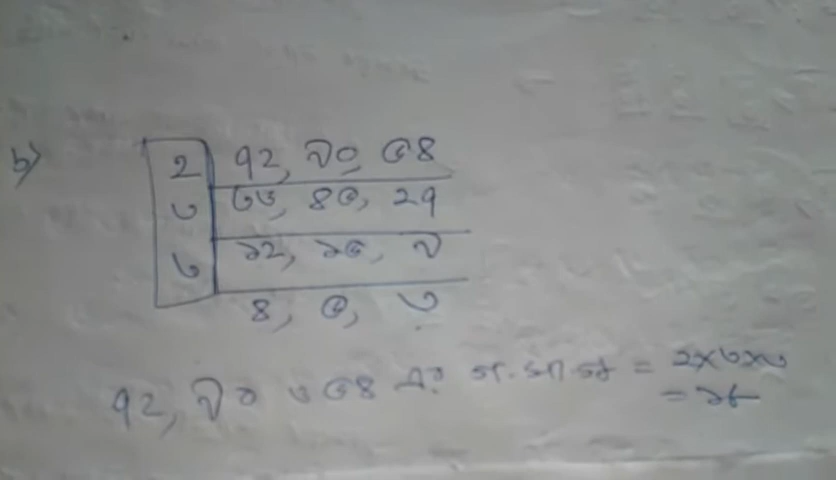 b) ২ ৭২, ৯০, ৫৪
৩ ৩৬, ৪৫, ২৭
৩ ১২, ১৫, ৯
৪, ৫, ৩
৭২, ৯০ ও ৫৪ এর গ.সা.গু = ২×৩×৩
= ১৮